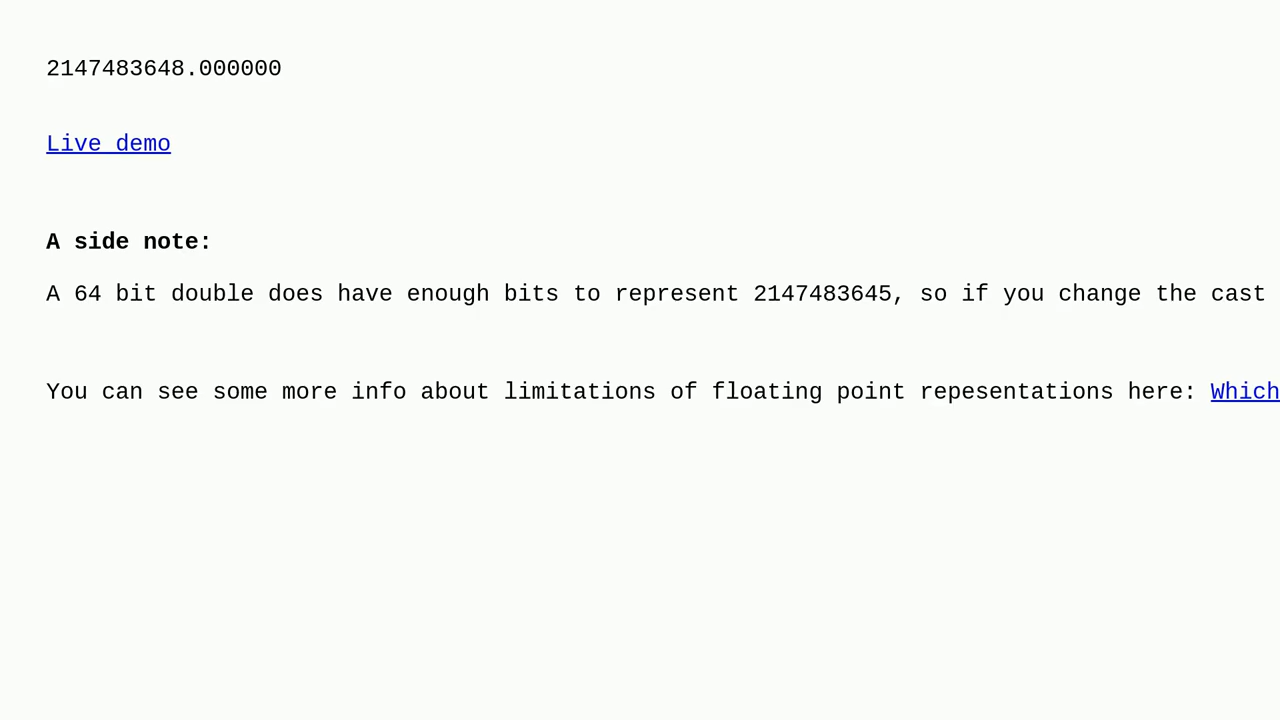 2147483648.000000
Live demo
A side note:
A 64 bit double does have enough bits to represent 2147483645, so if you change the cast
You can see some more info about limitations of floating point repesentations here: Which